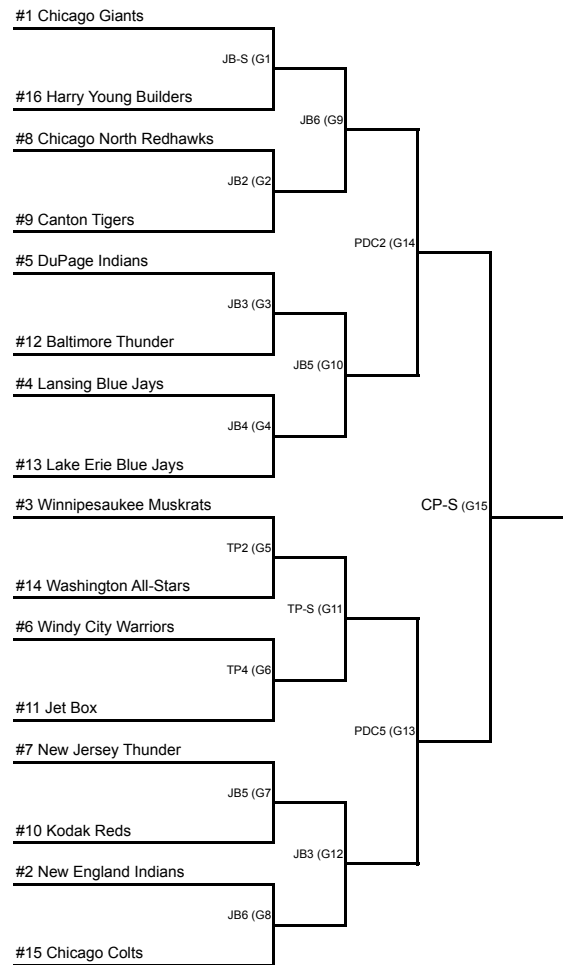 #1 Chicago Giants
JB-S (G1
#16 Harry Young Builders
JB6 (G9
#8 Chicago North Redhawks
JB2 (G2
#9 Canton Tigers
PDC2 (G14
#5 DuPage Indians
JB3 (G3
#12 Baltimore Thunder
JB5 (G10
#4 Lansing Blue Jays
JB4 (G4
#13 Lake Erie Blue Jays
CP-S (G15
#3 Winnipesaukee Muskrats
TP2 (G5
#14 Washington All-Stars
TP-S (G11
#6 Windy City Warriors
TP4 (G6
#11 Jet Box
PDC5 (G13
#7 New Jersey Thunder
JB5 (G7
#10 Kodak Reds
JB3 (G12
#2 New England Indians
JB6 (G8
#15 Chicago Colts